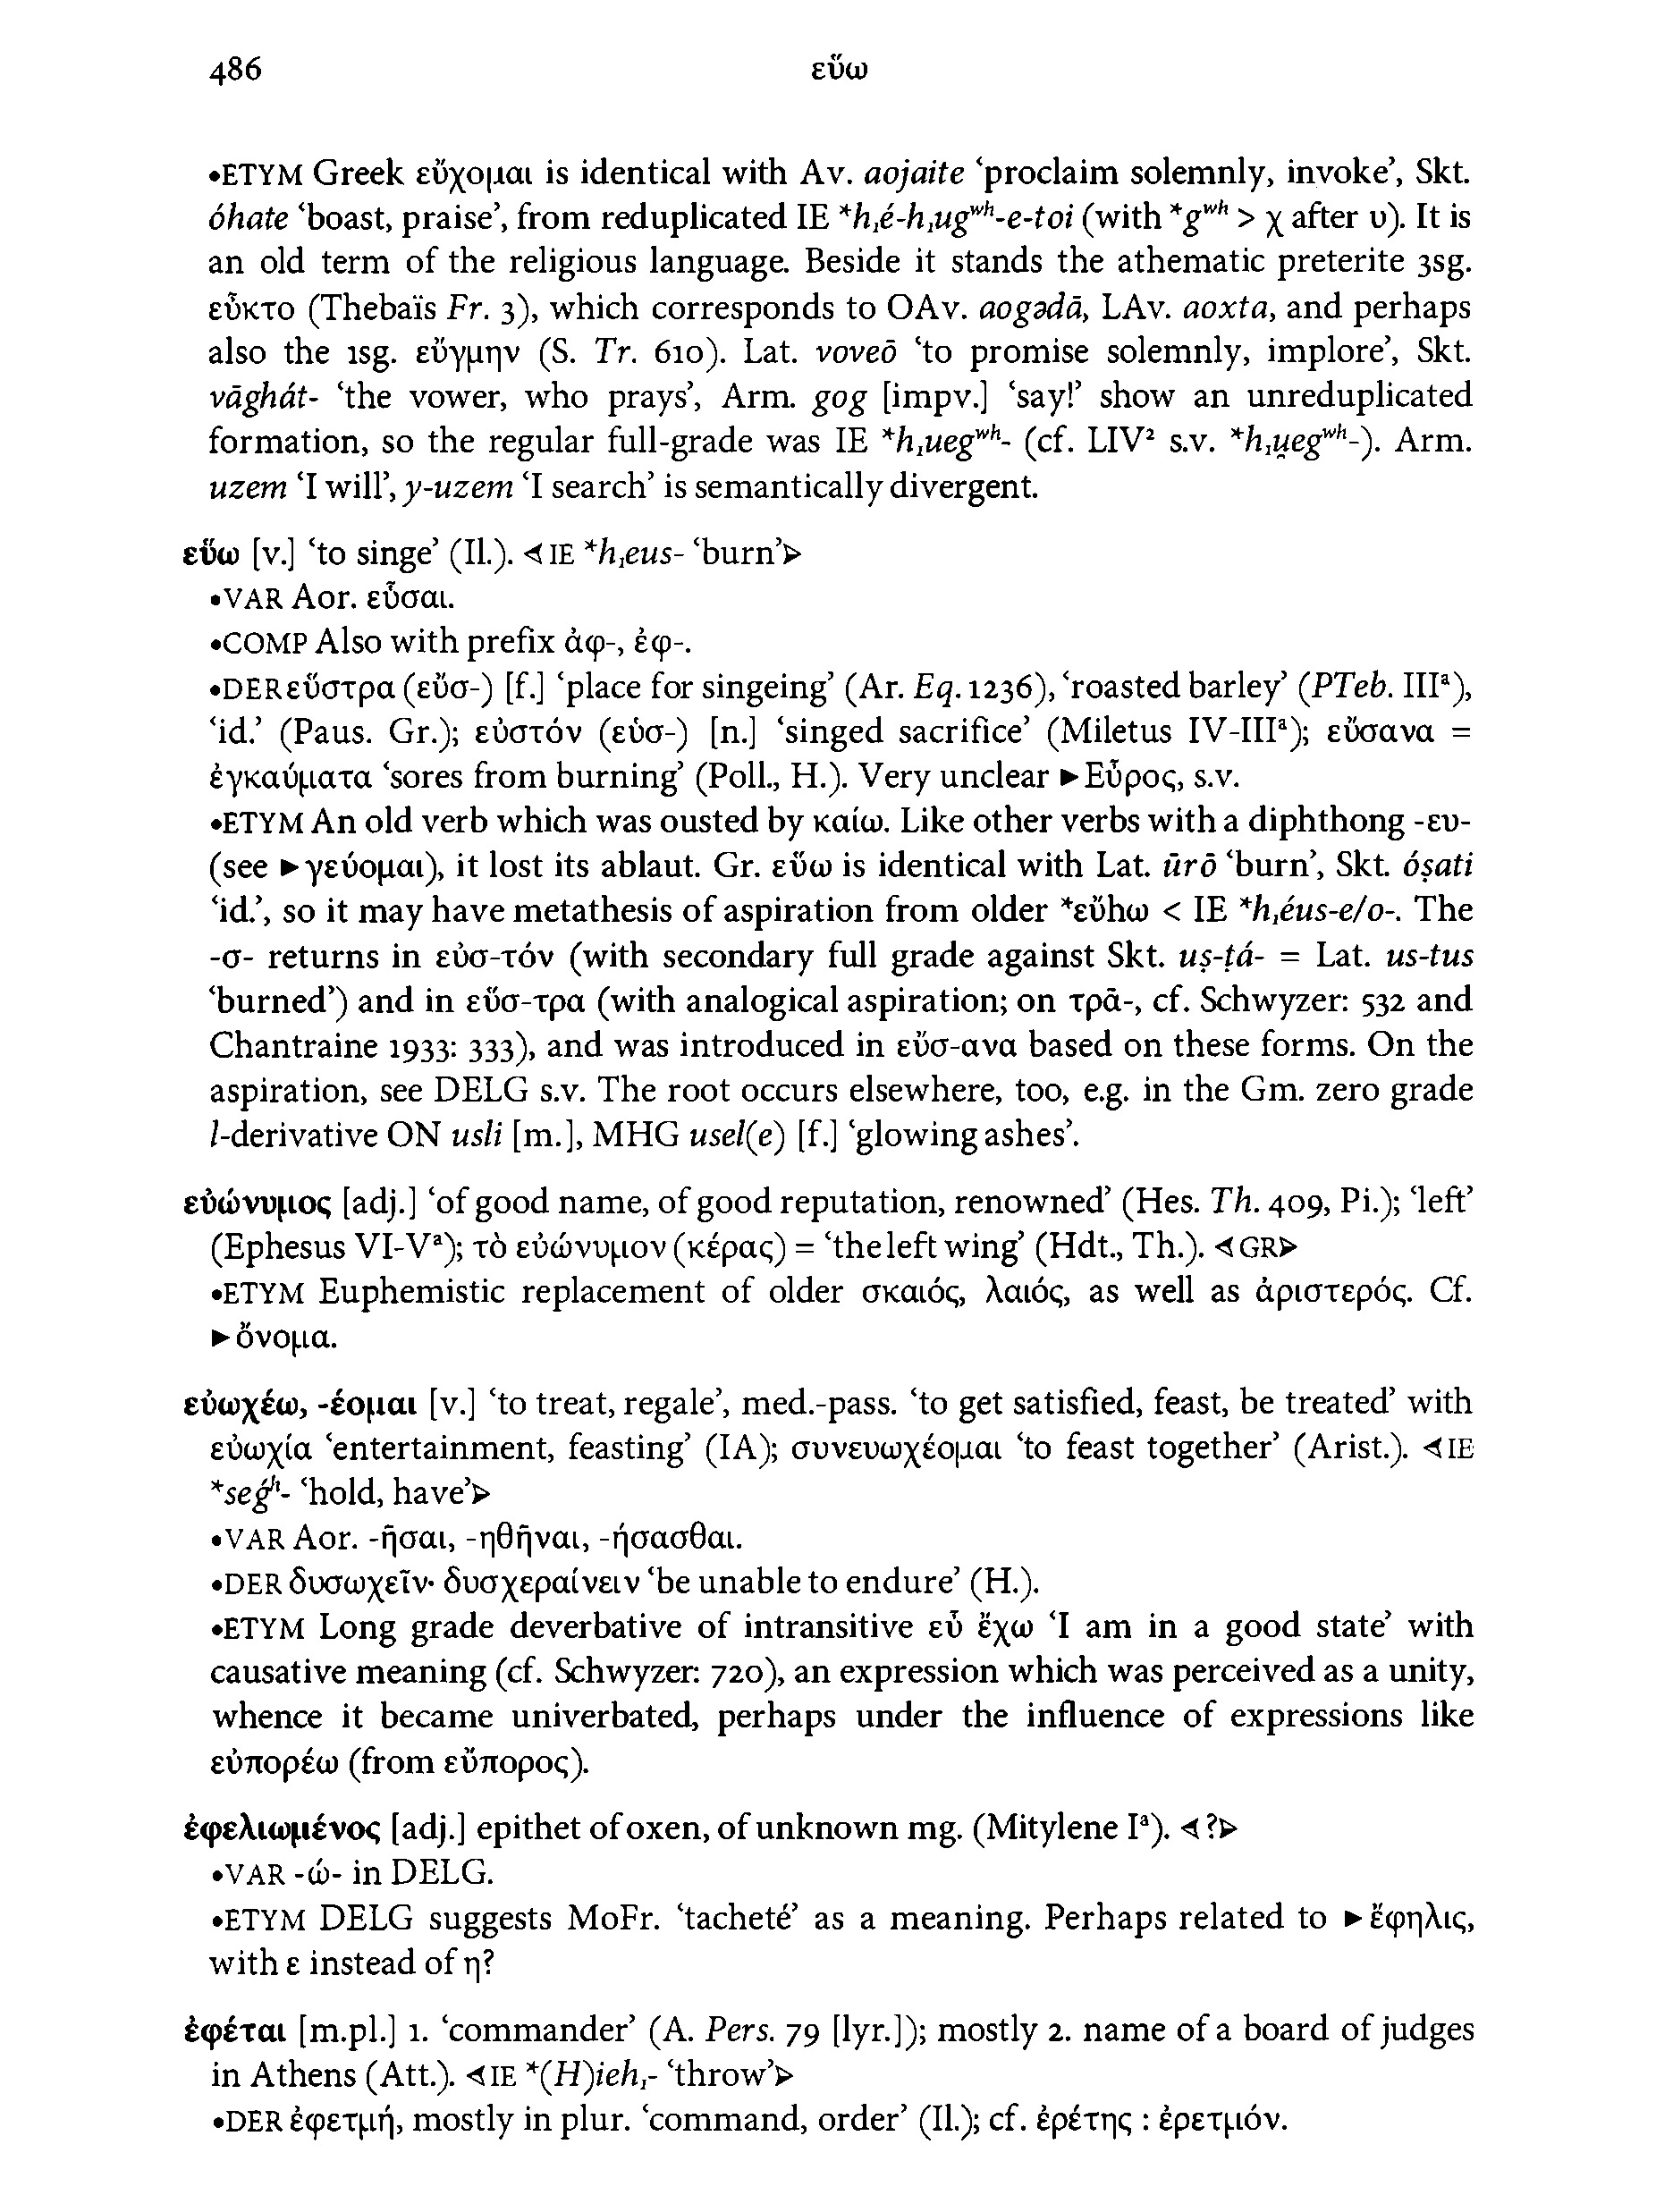 486 εὕω
•ETYM Greek εὔχομαι is identical with Av. aojaite ‘proclaim solemnly, invoke’, Skt.
óhate ‘boast, praise’, from reduplicated IE *h₁é-h₁ugʷʰ-e-toi (with *gʷʰ > χ after υ). It is
an old term of the religious language. Beside it stands the athematic preterite 3sg.
εὖκτο (Thebaïs Fr. 3), which corresponds to OAv. aogədā, LAv. aoxta, and perhaps
also the 1sg. εὔγμην (S. Tr. 610). Lat. voveō ‘to promise solemnly, implore’, Skt.
vāghát- ‘the vower, who prays’, Arm. gog [impv.] ‘say!’ show an unreduplicated
formation, so the regular full-grade was IE *h₁uegʷʰ- (cf. LIV² s.v. *h₁u̯egʷʰ-). Arm.
uzem ‘I will’, y-uzem ‘I search’ is semantically divergent.
εὕω [v.] ‘to singe’ (Il.). ⊲IE *h₁eus- ‘burn’⊳
•VAR Aor. εὖσαι.
•COMP Also with prefix ἀφ-, ἐφ-.
•DER εὕστρα (εὔσ-) [f.] ‘place for singeing’ (Ar. Eq. 1236), ‘roasted barley’ (PTeb. IIIᵃ),
‘id.’ (Paus. Gr.); εὑστόν (εὐσ-) [n.] ‘singed sacrifice’ (Miletus IV-IIIᵃ); εὕσανα =
ἐγκαύματα ‘sores from burning’ (Poll., H.). Very unclear ►Εὖρος, s.v.
•ETYM An old verb which was ousted by καίω. Like other verbs with a diphthong -ευ-
(see ►γεύομαι), it lost its ablaut. Gr. εὕω is identical with Lat. ūrō ‘burn’, Skt. óṣati
‘id.’, so it may have metathesis of aspiration from older *εὔhω < IE *h₁éus-e/o-. The
-σ- returns in εὑσ-τόν (with secondary full grade against Skt. uṣ-ṭá- = Lat. us-tus
‘burned’) and in εὕσ-τρα (with analogical aspiration; on τρᾱ-, cf. Schwyzer: 532 and
Chantraine 1933: 333), and was introduced in εὕσ-ανα based on these forms. On the
aspiration, see DELG s.v. The root occurs elsewhere, too, e.g. in the Gm. zero grade
l-derivative ON usli [m.], MHG usel(e) [f.] ‘glowing ashes’.
εὐώνυμος [adj.] ‘of good name, of good reputation, renowned’ (Hes. Th. 409, Pi.); ‘left’
(Ephesus VI-Vᵃ); τὸ εὐώνυμον (κέρας) = ‘the left wing’ (Hdt., Th.). ⊲GR⊳
•ETYM Euphemistic replacement of older σκαιός, λαιός, as well as ἀριστερός. Cf.
►ὄνομα.
εὐωχέω, -έομαι [v.] ‘to treat, regale’, med.-pass. ‘to get satisfied, feast, be treated’ with
εὐωχία ‘entertainment, feasting’ (IA); συνευωχέομαι ‘to feast together’ (Arist.). ⊲IE
*seǵʰ- ‘hold, have’⊳
•VAR Aor. -ῆσαι, -ηθῆναι, -ήσασθαι.
•DER δυσωχεῖν· δυσχεραίνειν ‘be unable to endure’ (H.).
•ETYM Long grade deverbative of intransitive εὖ ἔχω ‘I am in a good state’ with
causative meaning (cf. Schwyzer: 720), an expression which was perceived as a unity,
whence it became univerbated, perhaps under the influence of expressions like
εὐπορέω (from εὔπορος).
ἐφελιωμένος [adj.] epithet of oxen, of unknown mg. (Mitylene Iᵃ). ⊲?⊳
•VAR -ώ- in DELG.
•ETYM DELG suggests MoFr. ‘tacheté’ as a meaning. Perhaps related to ►ἔφηλις,
with ε instead of η?
ἐφέται [m.pl.] 1. ‘commander’ (A. Pers. 79 [lyr.]); mostly 2. name of a board of judges
in Athens (Att.). ⊲IE *(H)ieh₁- ‘throw’⊳
•DER ἐφετμή, mostly in plur. ‘command, order’ (Il.); cf. ἐρέτης : ἐρετμόν.